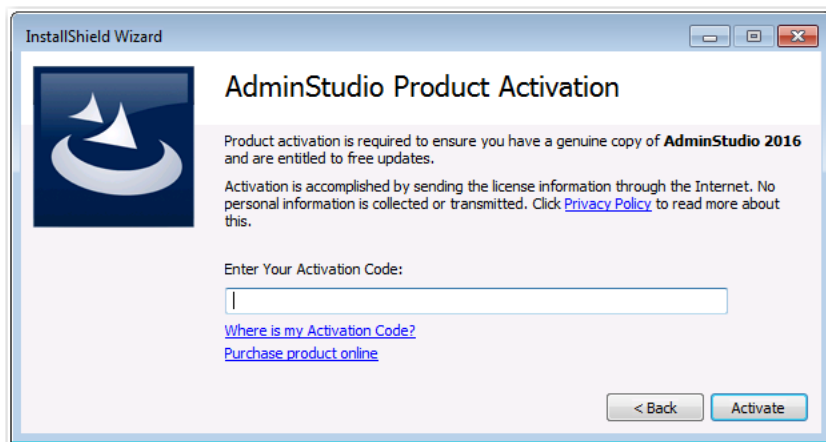 InstallShield Wizard
AdminStudio Product Activation
Product activation is required to ensure you have a genuine copy of AdminStudio 2016
and are entitled to free updates.
Activation is accomplished by sending the license information through the Internet. No
personal information is collected or transmitted. Click Privacy Policy to read more about
this.
Enter Your Activation Code:
Where is my Activation Code?
Purchase product online
< Back
Activate